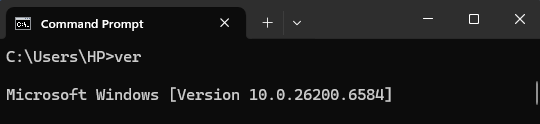 Command Prompt
C:\Users\HP>ver
Microsoft Windows [Version 10.0.26200.6584]